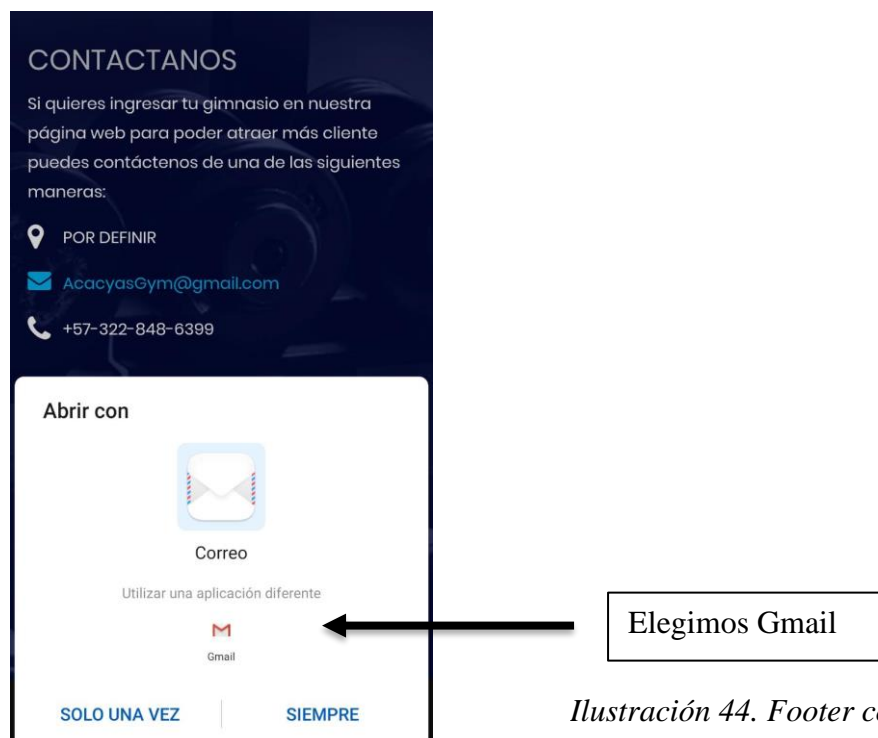 CONTACTANOS
Si quieres ingresar tu gimnasio en nuestra
página web para poder atraer más cliente
puedes contáctenos de una de las siguientes
maneras:
POR DEFINIR
AcacyasGym@gmail.com
+57-322-848-6399
Abrir con
Correo
Utilizar una aplicación diferente
Gmail
Elegimos Gmail
SOLO UNA VEZ SIEMPRE
Ilustración 44. Footer